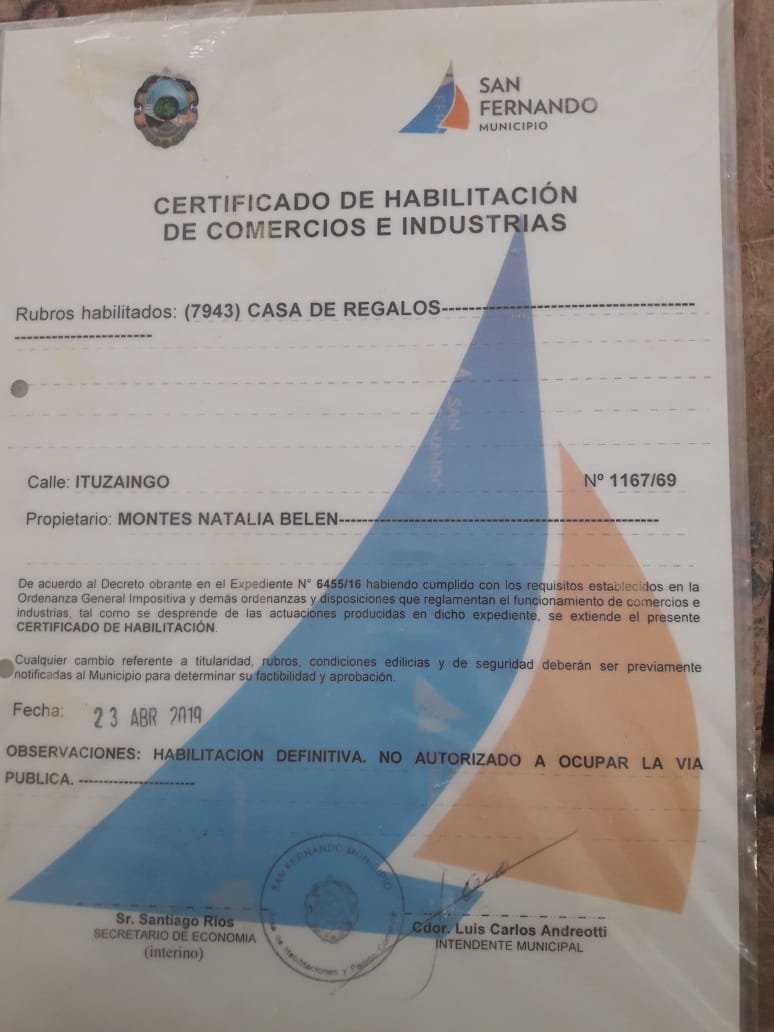 SAN
FERNANDO
MUNICIPIO
CERTIFICADO DE HABILITACIÓN
DE COMERCIOS E INDUSTRIAS
Rubros habilitados: (7943) CASA DE REGALOS--------------------------------------
----------------------
Calle: ITUZAINGO Nº 1167/69
Propietario: MONTES NATALIA BELEN-------------------------------------------------
De acuerdo al Decreto obrante en el Expediente N° 6455/16 habiendo cumplido con los requisitos establecidos en la
Ordenanza General Impositiva y demás ordenanzas y disposiciones que reglamentan el funcionamiento de comercios e
industrias, tal como se desprende de las actuaciones producidas en dicho expediente, se extiende el presente
CERTIFICADO DE HABILITACIÓN.
Cualquier cambio referente a titularidad, rubros, condiciones edilicias y de seguridad deberán ser previamente
notificadas al Municipio para determinar su factibilidad y aprobación.
Fecha: 23 ABR 2019
OBSERVACIONES: HABILITACION DEFINITIVA. NO AUTORIZADO A OCUPAR LA VIA
PUBLICA. -----------------------
SAN FERNANDO MUNICIPIO
de Habilitaciones y
Sr. Santiago Ríos
SECRETARIO DE ECONOMIA
(interino)
Cdor. Luis Carlos Andreotti
INTENDENTE MUNICIPAL